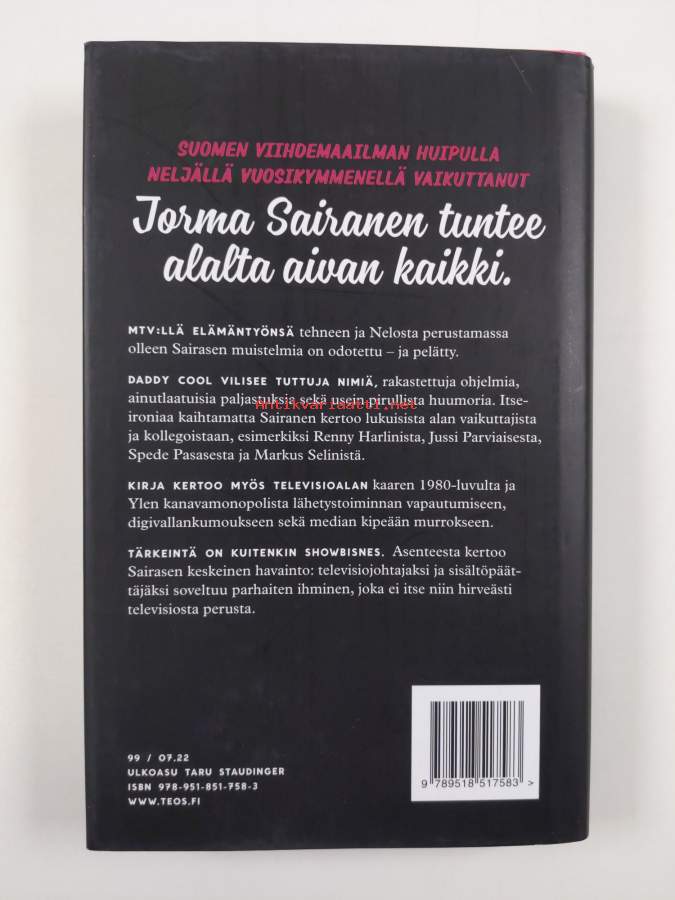 SUOMEN VIIHDEMAAILMAN HUIPULLA
NELJÄLLÄ VUOSIKYMMENELLÄ VAIKUTTANUT
Jorma Sairanen tuntee
alalta aivan kaikki.
MTV:LLÄ ELÄMÄNTYÖNSÄ tehneen ja Nelosta perustamassa
olleen Sairasen muistelmia on odotettu – ja pelätty.
DADDY COOL VILISEE TUTTUJA NIMIÄ, rakastettuja ohjelmia,
ainutlaatuisia paljastuksia sekä usein pirullista huumoria. Itse-
Antikvariaatti.net
ironiaa kaihtamatta Sairanen kertoo lukuisista alan vaikuttajista
ja kollegoistaan, esimerkiksi Renny Harlinista, Jussi Parviaisesta,
Spede Pasasesta ja Markus Selinistä.
KIRJA KERTOO MYÖS TELEVISIOALAN kaaren 1980-luvulta ja
Ylen kanavamonopolista lähetystoiminnan vapautumiseen,
digivallankumoukseen sekä median kipeään murrokseen.
TÄRKEINTÄ ON KUITENKIN SHOWBISNES. Asenteesta kertoo
Sairasen keskeinen havainto: televisiojohtajaksi ja sisältöpäät-
täjäksi soveltuu parhaiten ihminen, joka ei itse niin hirveästi
televisiosta perusta.
99 / 07.22
ULKOASU TARU STAUDINGER
ISBN 978-951-851-758-3
WWW.TEOS.FI
9 789518 517583 >